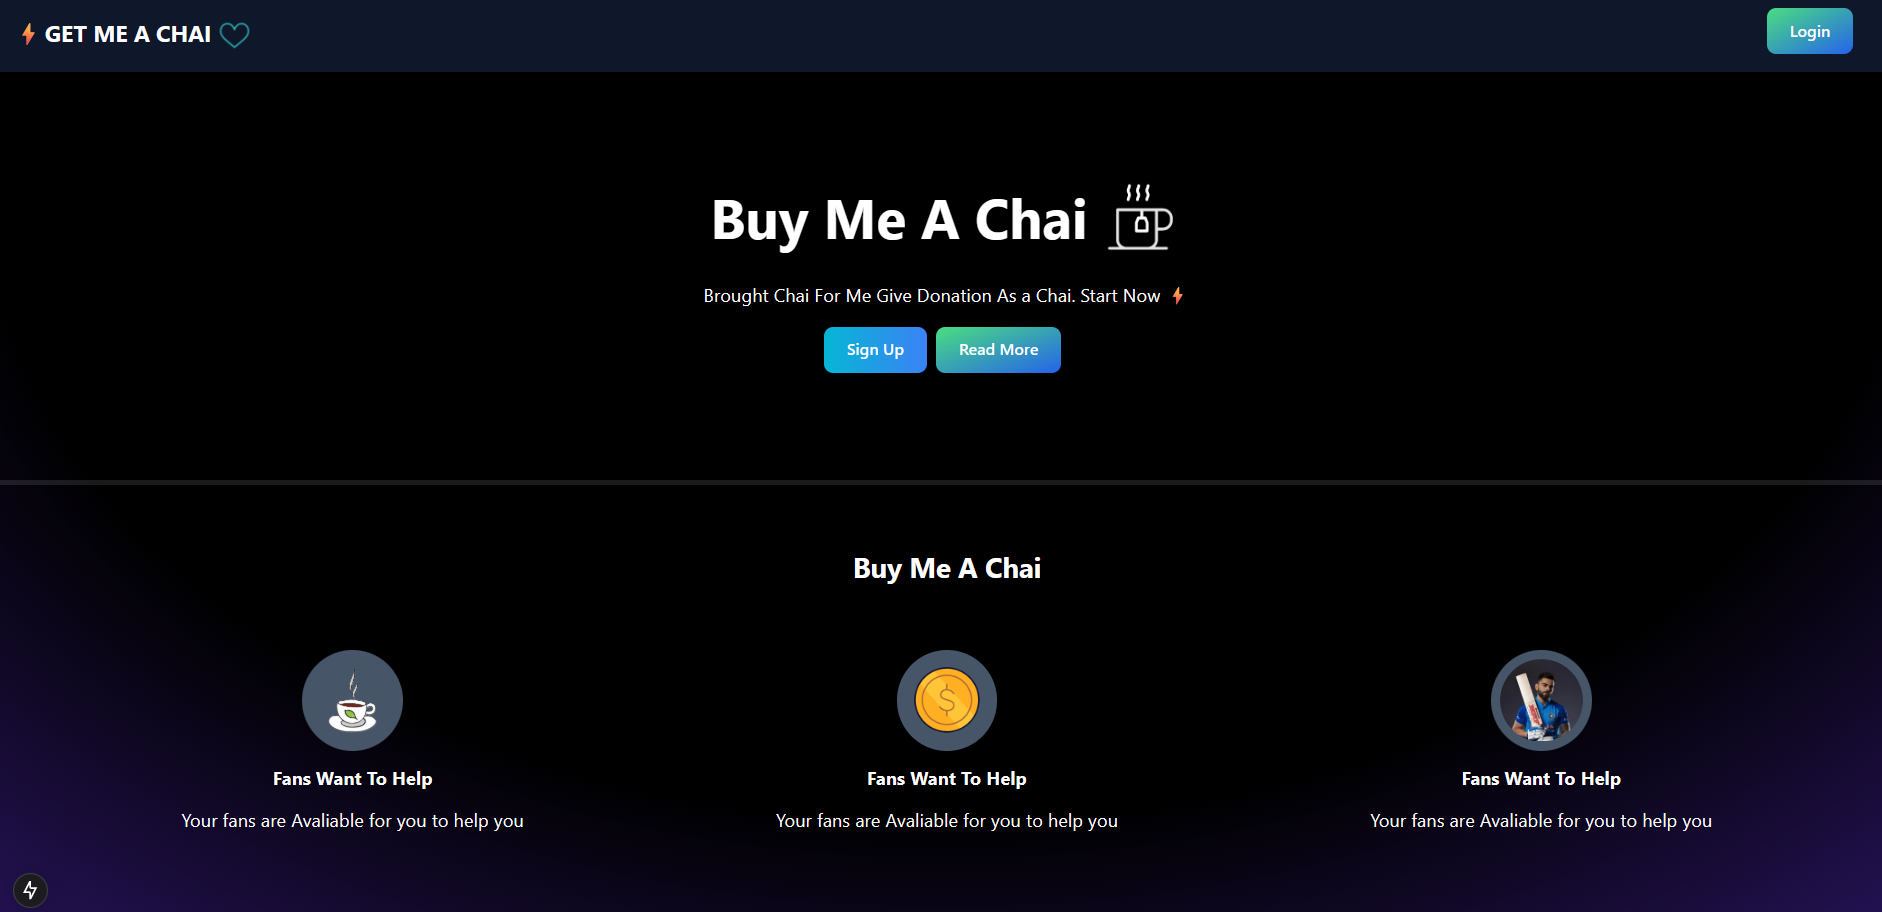 GET ME A CHAI
Login
Buy Me A Chai
Brought Chai For Me Give Donation As a Chai. Start Now
Sign Up
Read More
Buy Me A Chai
Fans Want To Help
Your fans are Avaliable for you to help you
Fans Want To Help
Your fans are Avaliable for you to help you
Fans Want To Help
Your fans are Avaliable for you to help you